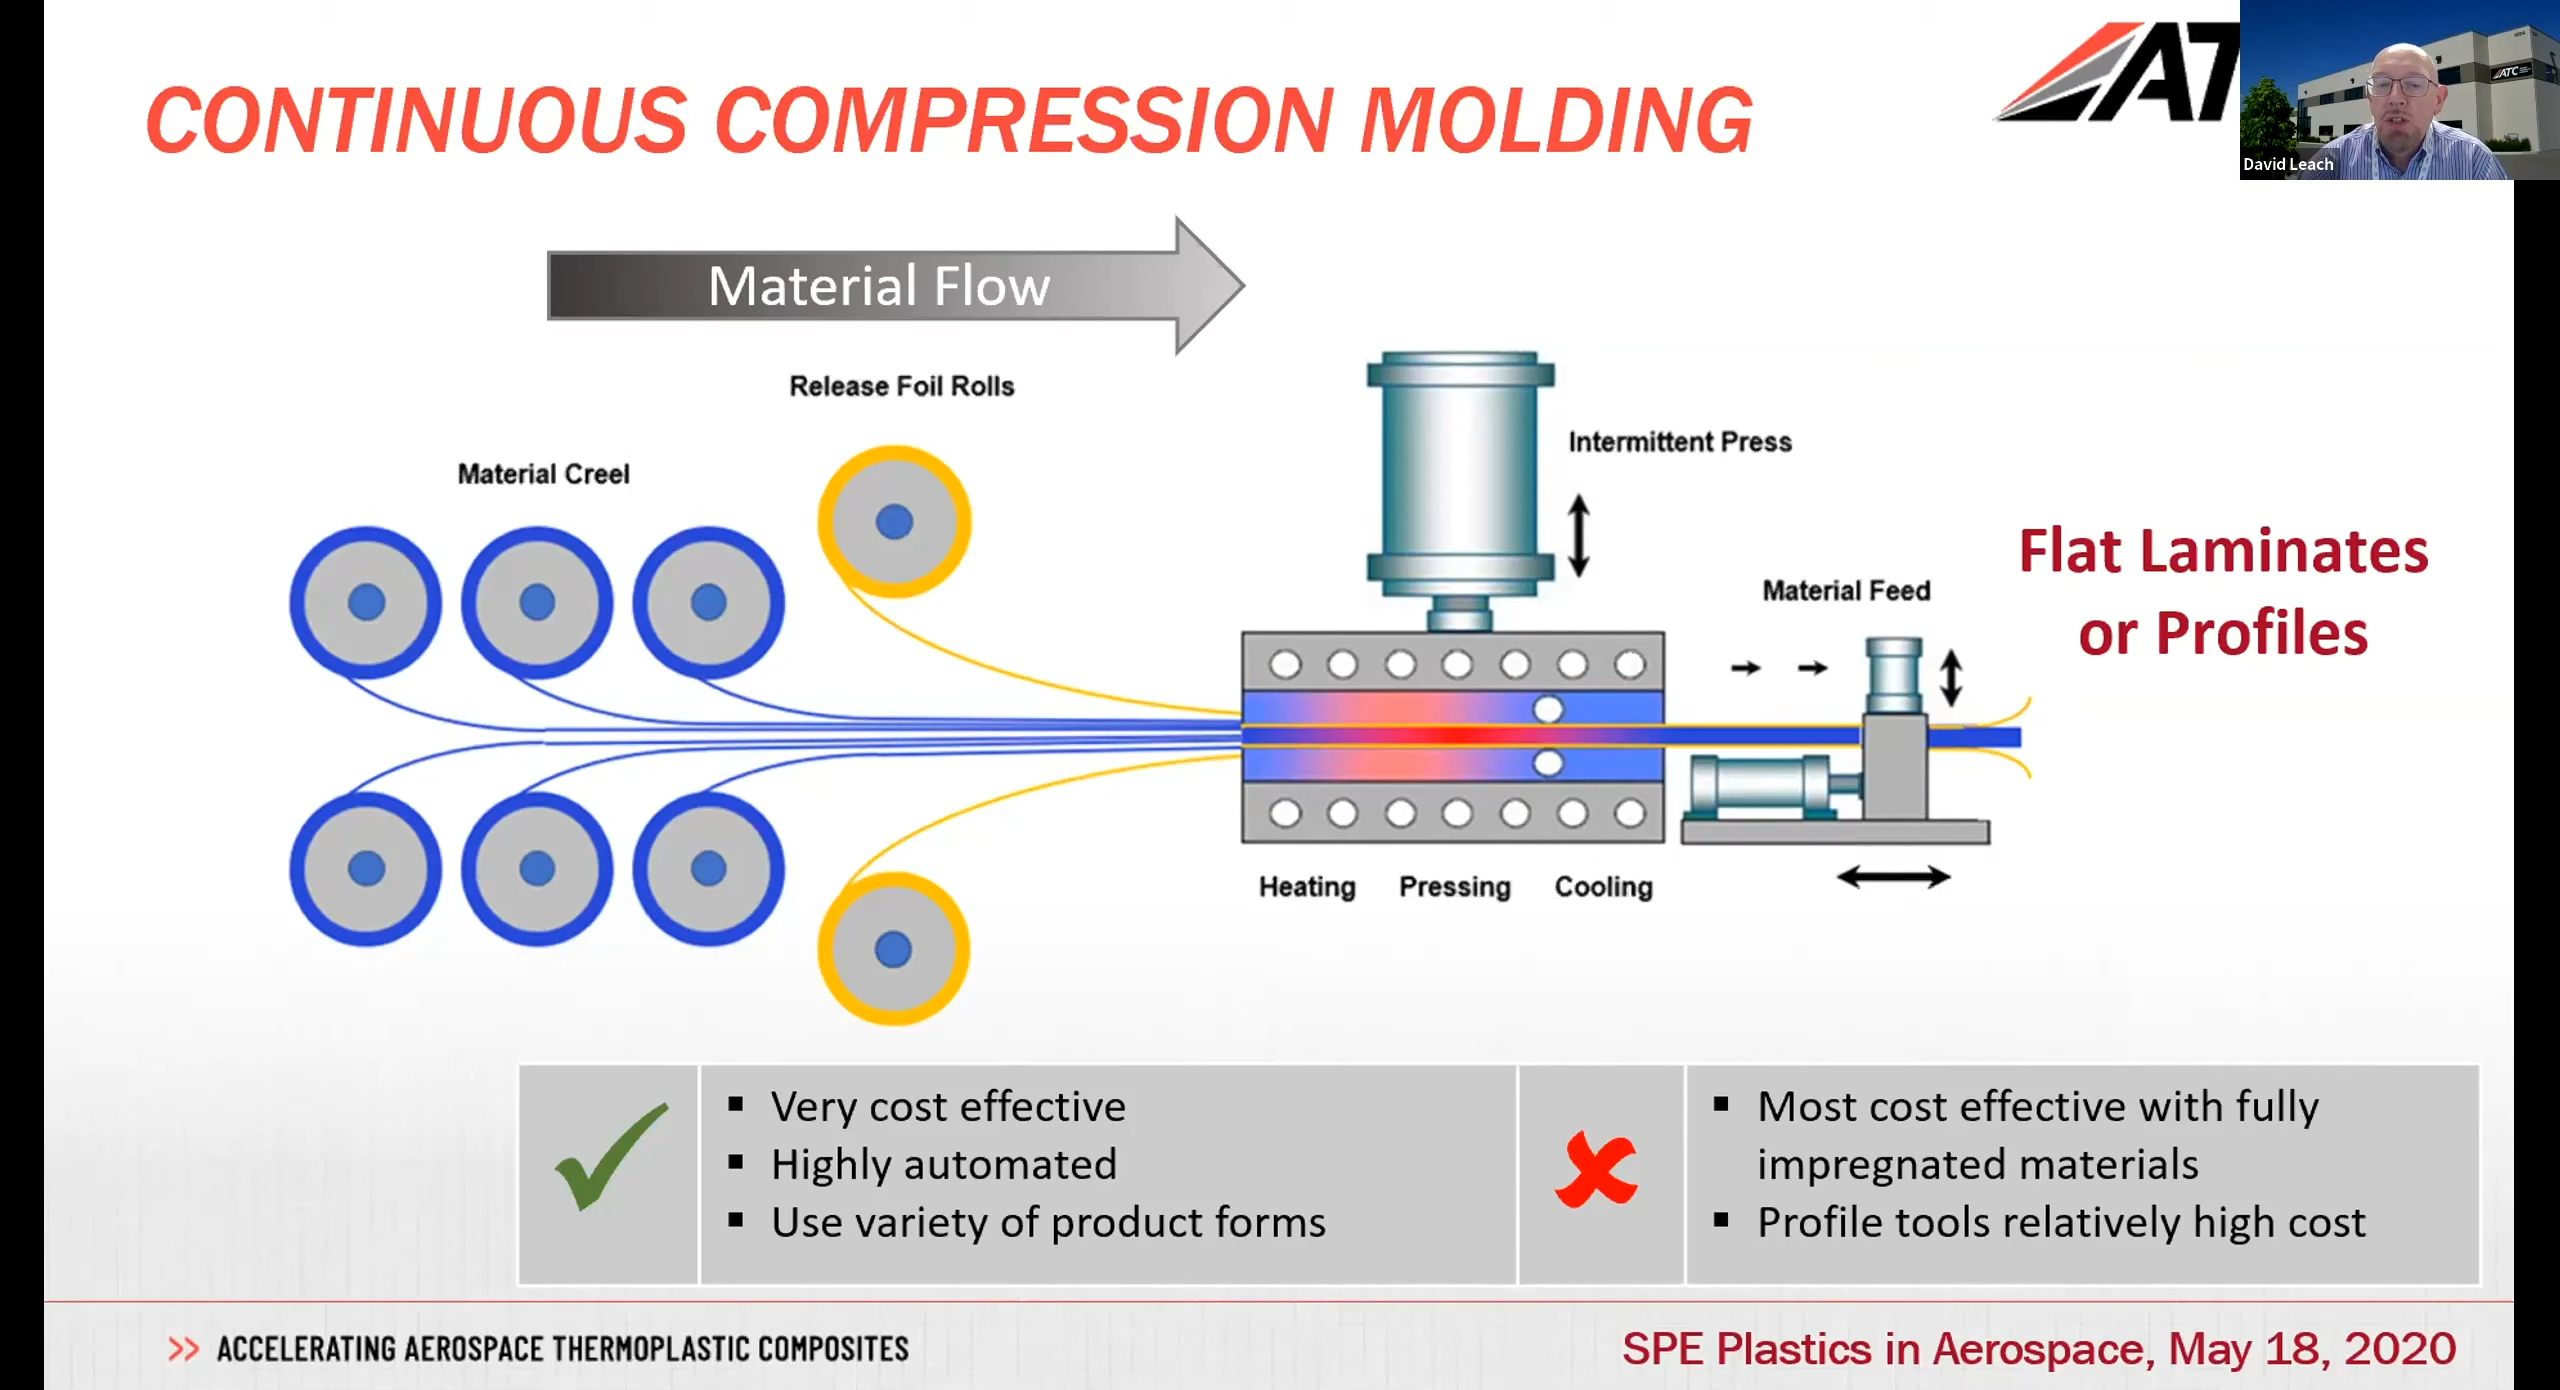 CONTINUOUS COMPRESSION MOLDING
AT
ATC
David Leach
Material Flow
Release Foil Rolls
Material Creel
Intermittent Press
Material Feed
Flat Laminates
or Profiles
Heating Pressing Cooling
▪ Very cost effective
▪ Highly automated
▪ Use variety of product forms
▪ Most cost effective with fully
impregnated materials
▪ Profile tools relatively high cost
>> ACCELERATING AEROSPACE THERMOPLASTIC COMPOSITES
SPE Plastics in Aerospace, May 18, 2020